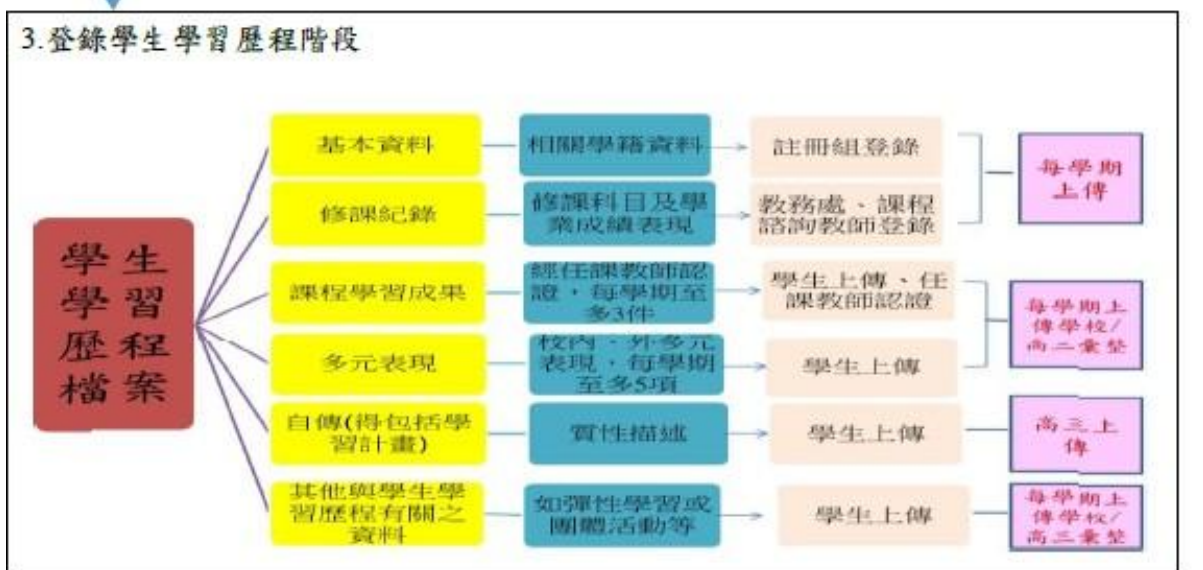 3.登錄學生學習歷程階段
學生
學習
歷程
檔案
基本資料
相關學籍資料
註冊組登錄
每學期
上傳
修課紀錄
修課科目及學
業成績表現
教務處、課程
諮詢教師登錄
課程學習成果
經任課教師認
證，每學期至
多3件
學生上傳、任
課教師認證
每學期上
傳學校/
高二彙整
多元表現
校內、外多元
表現，每學期
至多5項
學生上傳
自傳(得包括學
習計畫)
質性描述
學生上傳
高三上
傳
其他與學生學
習歷程有關之
資料
如彈性學習或
團體活動等
學生上傳
每學期上
傳學校/
高三彙整